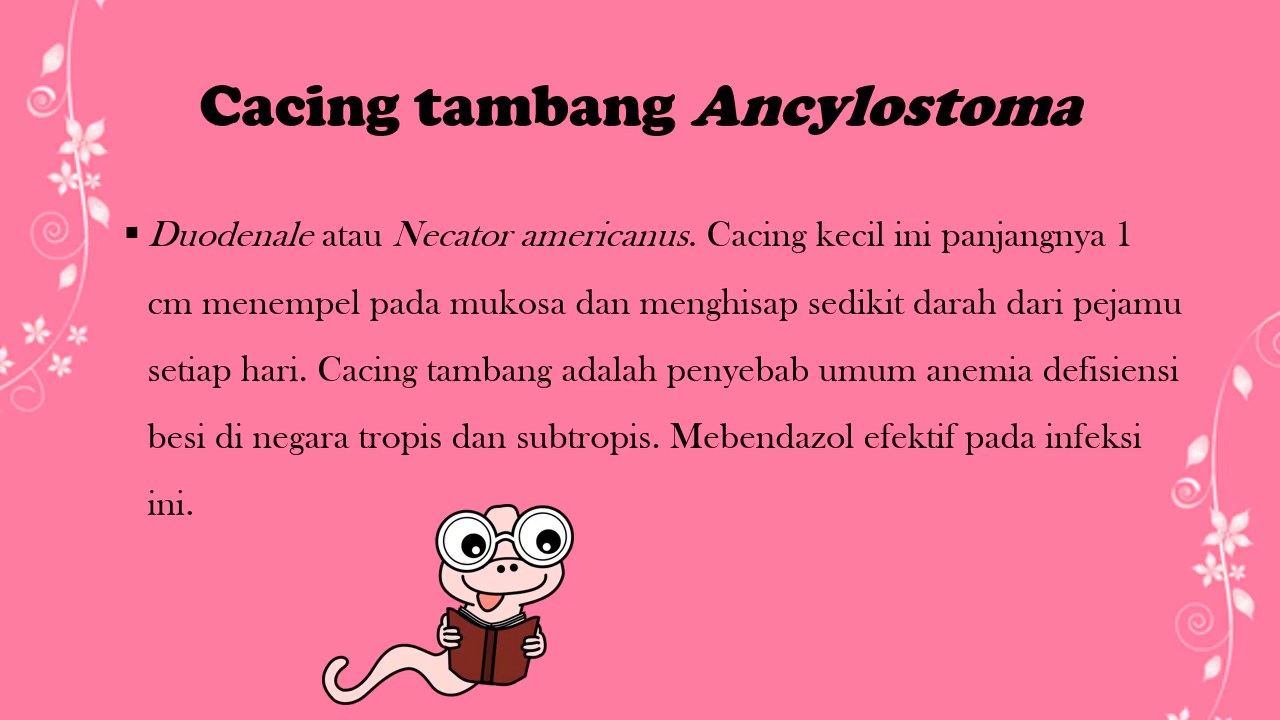 Cacing tambang Ancylostoma
▪ Duodenale atau Necator americanus. Cacing kecil ini panjangnya 1
cm menempel pada mukosa dan menghisap sedikit darah dari pejamu
setiap hari. Cacing tambang adalah penyebab umum anemia defisiensi
besi di negara tropis dan subtropis. Mebendazol efektif pada infeksi
ini.